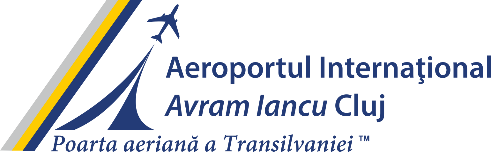 Aeroportul Internaţional
Avram Iancu Cluj
Poarta aeriană a Transilvaniei ™